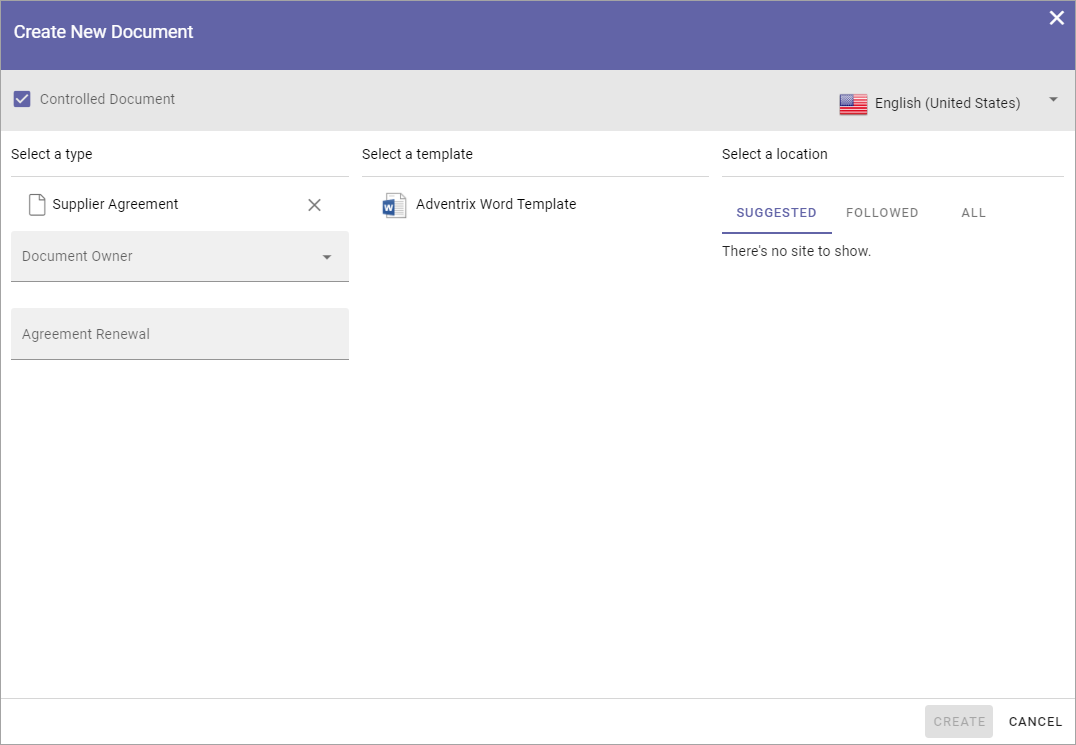 Create New Document
Controlled Document
English (United States)
Select a type
Select a template
Select a location
Supplier Agreement
W Adventrix Word Template
SUGGESTED FOLLOWED ALL
Document Owner
There's no site to show.
Agreement Renewal
CREATE CANCEL